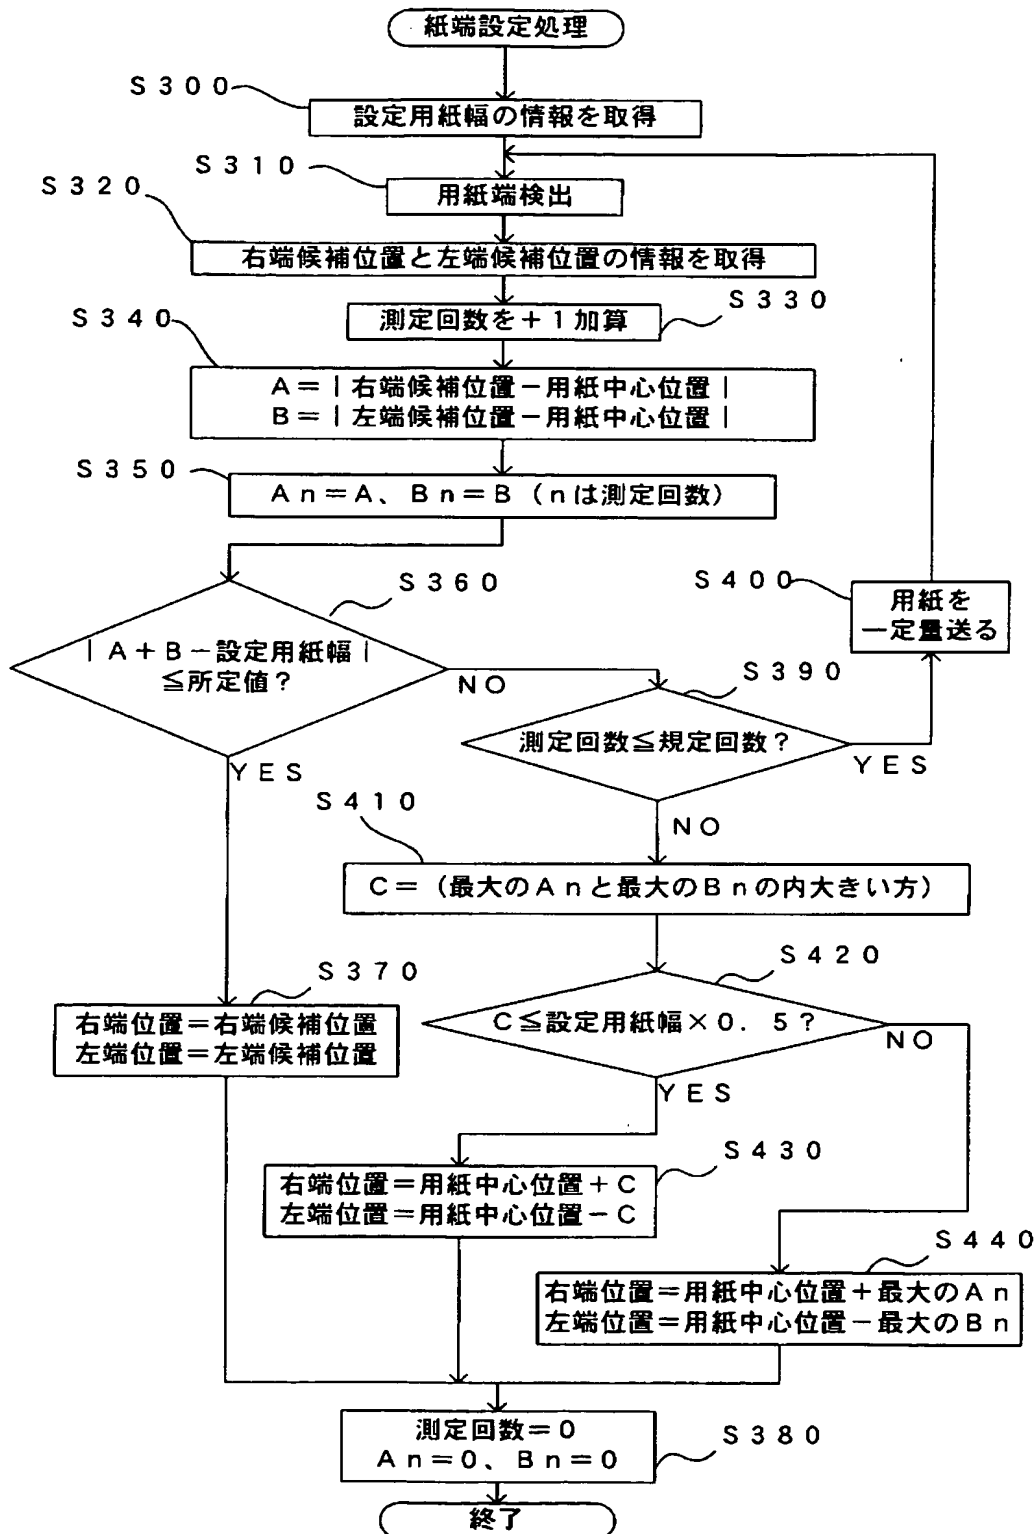 紙端設定処理
S300
設定用紙幅の情報を取得
S310
用紙端検出
S320
右端候補位置と左端候補位置の情報を取得
S330
測定回数を+1加算
S340
A=|右端候補位置-用紙中心位置|
B=|左端候補位置-用紙中心位置|
S350
An=A、Bn=B(nは測定回数)
S360
|A+B-設定用紙幅|
≦所定値?
NO
YES
S400
用紙を
一定量送る
S390
測定回数≦規定回数?
YES
NO
S410
C=(最大のAnと最大のBnの内大きい方)
S420
C≦設定用紙幅×0.5?
NO
YES
S370
右端位置=右端候補位置
左端位置=左端候補位置
S430
右端位置=用紙中心位置+C
左端位置=用紙中心位置-C
S440
右端位置=用紙中心位置+最大のAn
左端位置=用紙中心位置-最大のBn
測定回数=0
An=0、Bn=0
S380
終了